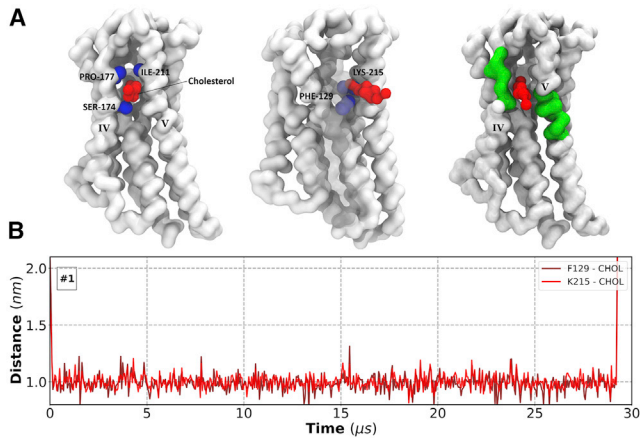 A
PRO-177
ILE-211
Cholesterol
SER-174
IV
V
LYS-215
PHE-129
V
IV
B
#1
F129 - CHOL
K215 - CHOL
Distance (nm)
2.0
1.5
1.0
0
5
10
15
20
25
30
Time (μs)